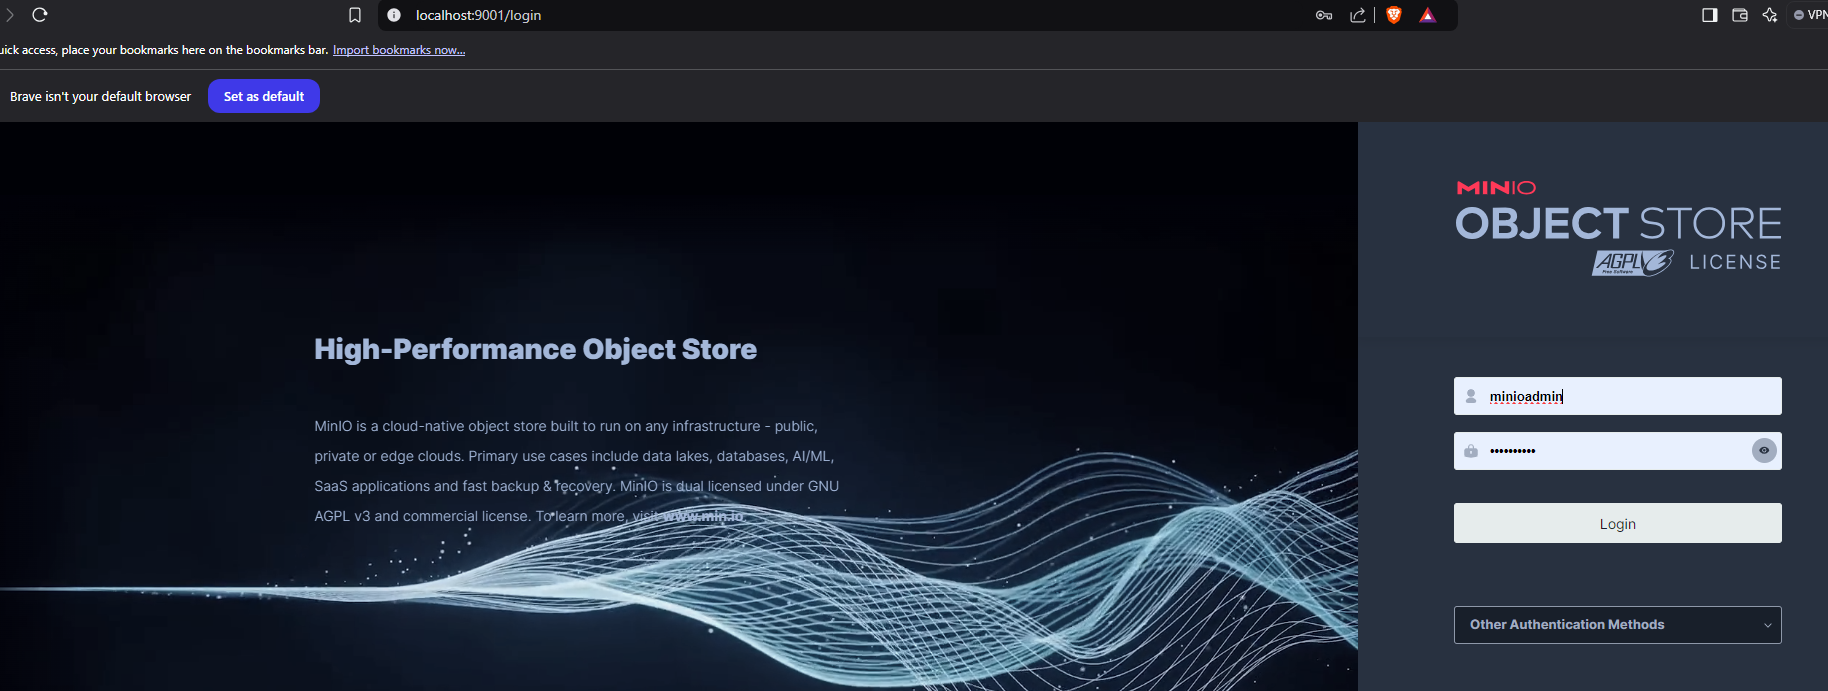 localhost:9001/login
VPN
uick access, place your bookmarks here on the bookmarks bar. Import bookmarks now...
Brave isn't your default browser
Set as default
MINIO
OBJECT STORE
AGPL v3
Free Software
LICENSE
High-Performance Object Store
MinIO is a cloud-native object store built to run on any infrastructure - public,
private or edge clouds. Primary use cases include data lakes, databases, AI/ML,
SaaS applications and fast backup & recovery. MinIO is dual licensed under GNU
AGPL v3 and commercial license. To learn more, visit www.min.io.
minioadmin
••••••••••
Login
Other Authentication Methods